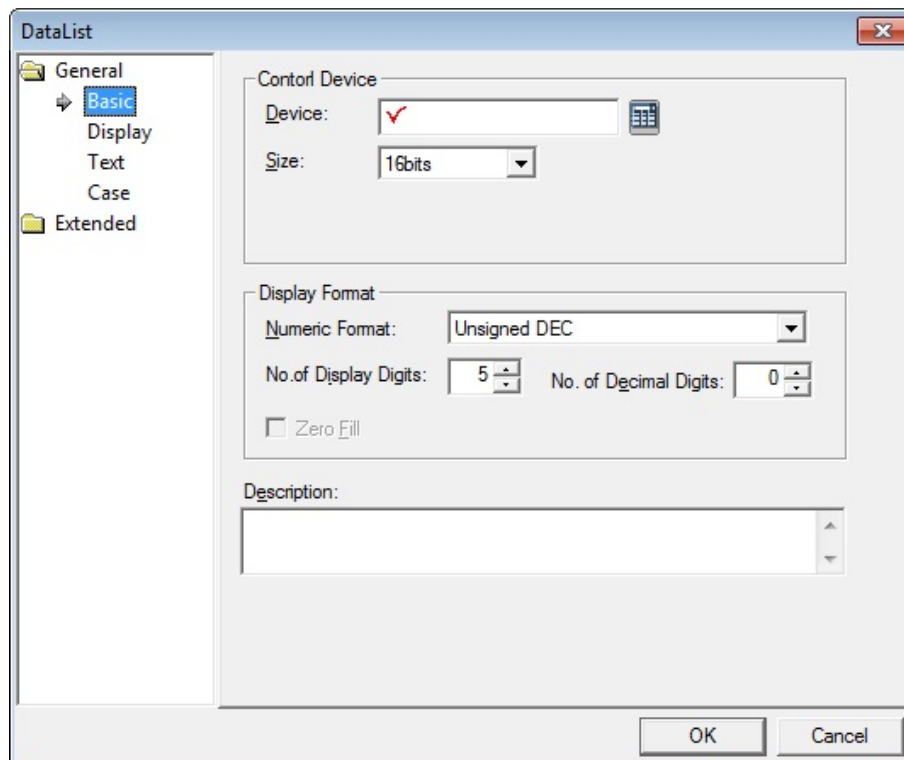 DataList
General
Basic
Display
Text
Case
Extended
Contorl Device
Device:
Size: 16bits
Display Format
Numeric Format: Unsigned DEC
No.of Display Digits: 5 No. of Decimal Digits: 0
Zero Fill
Description:
OK Cancel